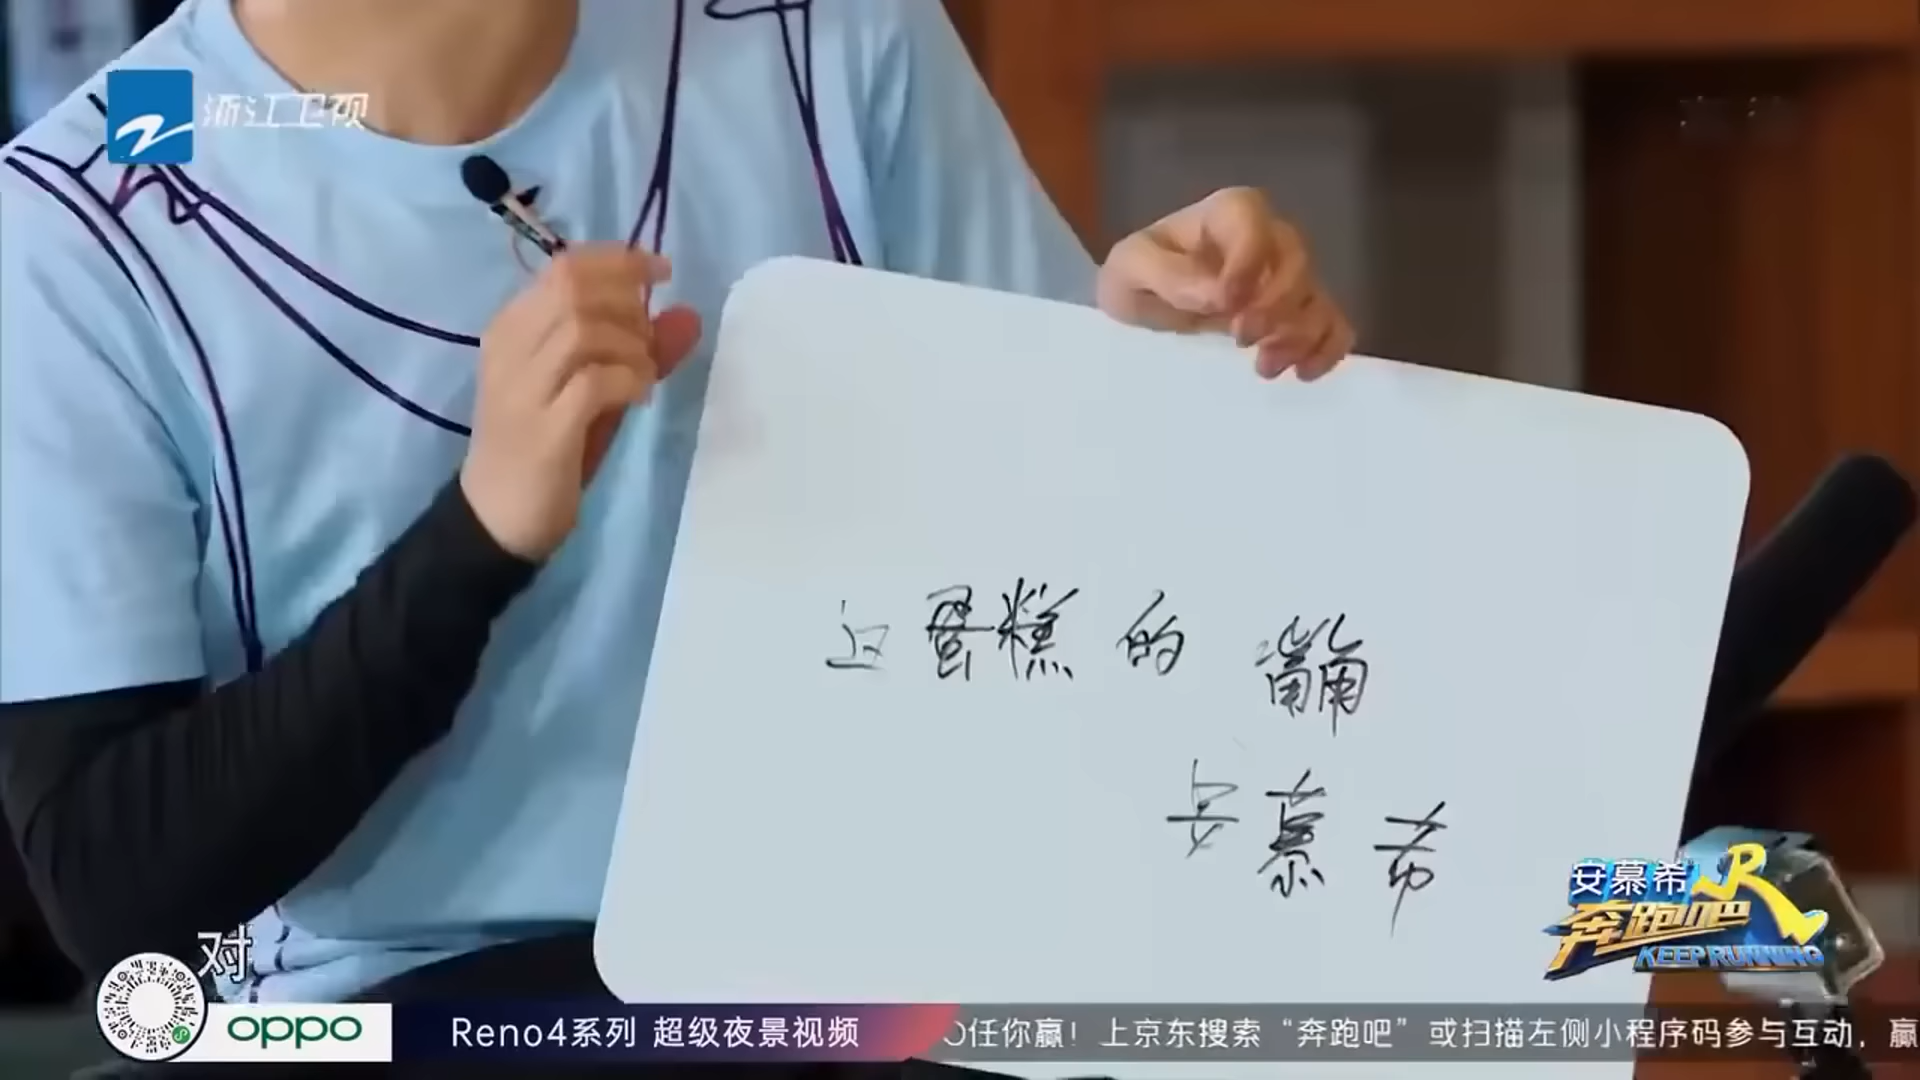 浙江卫视
蛋糕的
安慕希
安慕希
奔跑吧
KEEP RUNNING
对
oppo
Reno4系列 超级夜景视频
O任你赢！上京东搜索“奔跑吧”或扫描左侧小程序码参与互动，赢